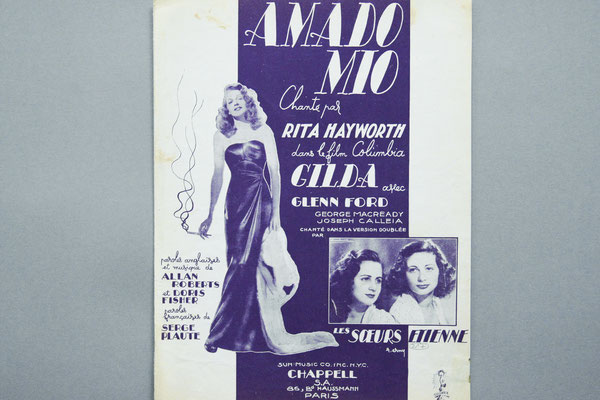 AMADO
MIO
Chanté par
RITA HAYWORTH
dans le film Columbia
GILDA avec
GLENN FORD
GEORGE MACREADY
JOSEPH CALLEIA
CHANTÉ DANS LA VERSION DOUBLÉE
PAR
LES SŒURS ETIENNE
paroles anglaises
et musique de
ALLAN
ROBERTS
et DORIS
FISHER
paroles
françaises de
SERGE
PLAUTE
SUN MUSIC CO. INC. N.Y.C.
CHAPPELL
S.A.
86, Bᴰ HAUSSMANN
PARIS